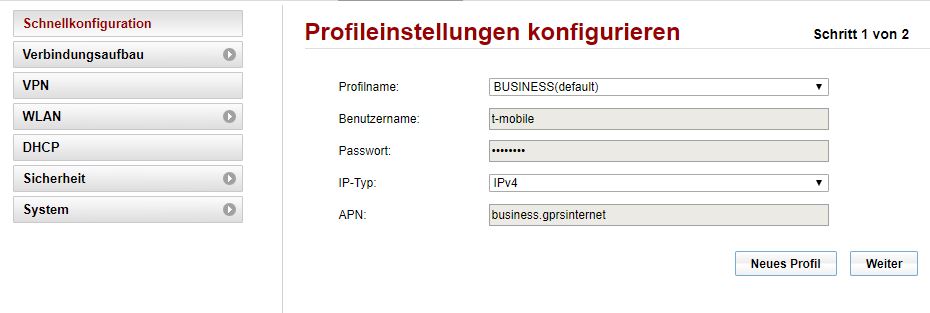 Schnellkonfiguration
Verbindungsaufbau
VPN
WLAN
DHCP
Sicherheit
System
Profileinstellungen konfigurieren
Schritt 1 von 2
Profilname: BUSINESS(default)
Benutzername: t-mobile
Passwort: ••••••••
IP-Typ: IPv4
APN: business.gprsinternet
Neues Profil Weiter